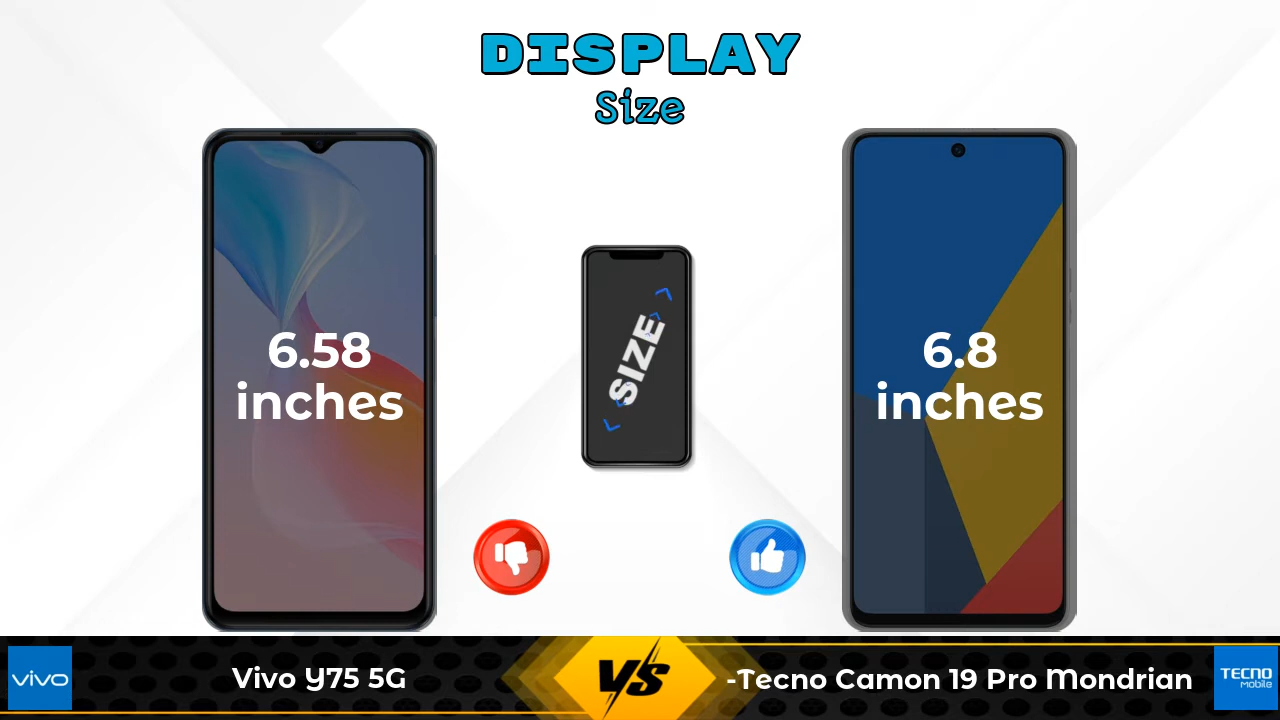 DISPLAY
Size
6.58
inches
SIZE
6.8
inches
vivo
Vivo Y75 5G
VS
-Tecno Camon 19 Pro Mondrian
TECNO
mobile